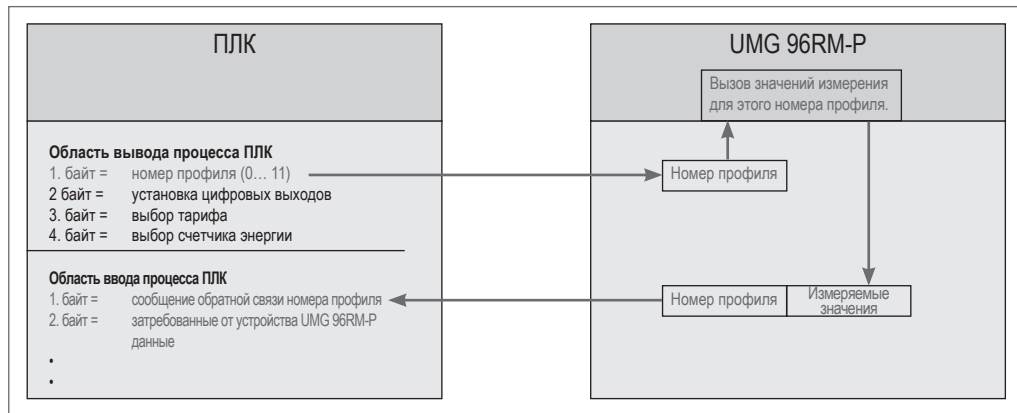 ПЛК
Область вывода процесса ПЛК
1. байт = номер профиля (0… 11)
2 байт = установка цифровых выходов
3. байт = выбор тарифа
4. байт = выбор счетчика энергии
Область ввода процесса ПЛК
1. байт = сообщение обратной связи номера профиля
2. байт = затребованные от устройства UMG 96RM-P
данные
•
•
UMG 96RM-P
Вызов значений измерения
для этого номера профиля.
Номер профиля
Номер профиля
Измеряемые
значения